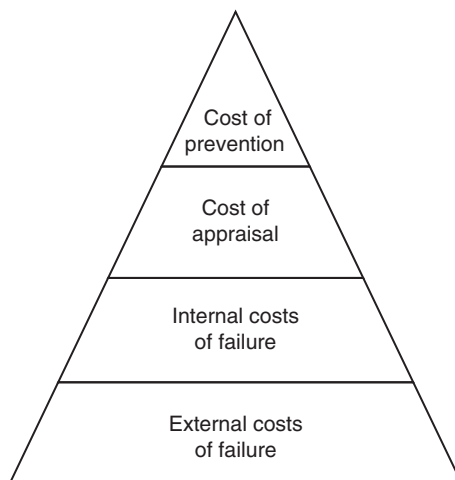 Cost of
prevention
Cost of
appraisal
Internal costs
of failure
External costs
of failure